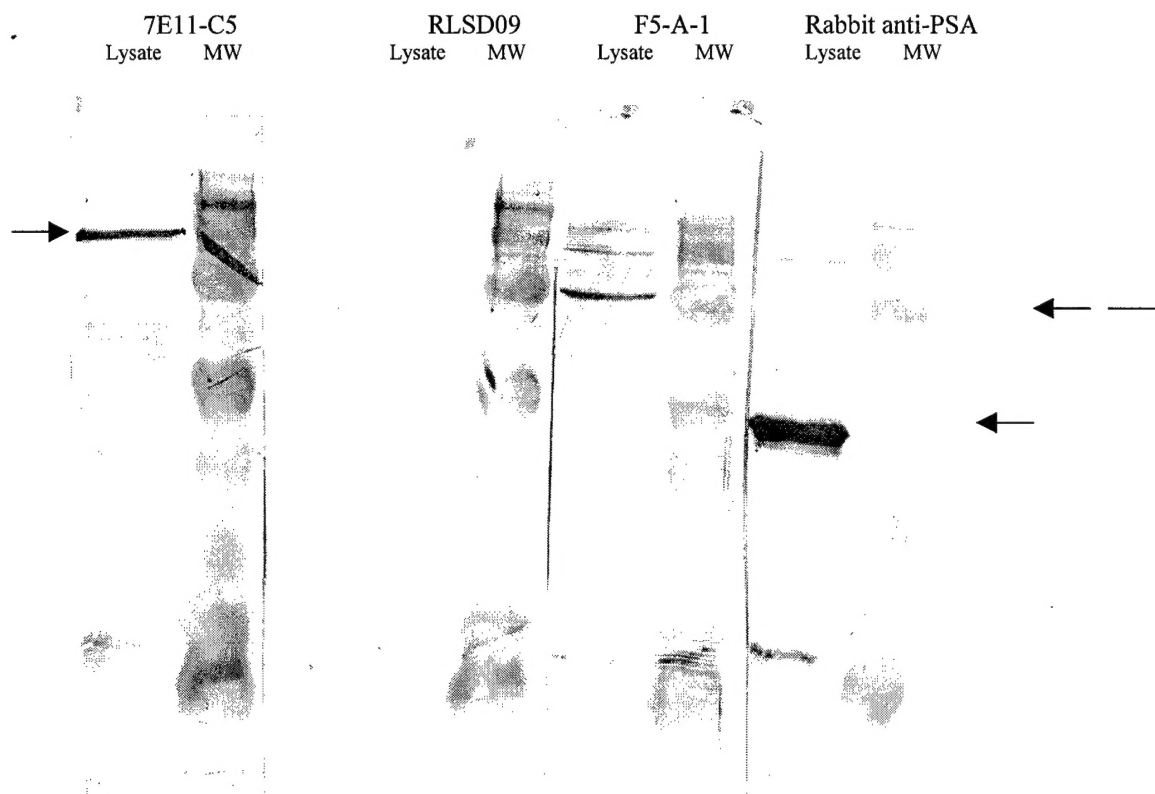 7E11-C5 RLSD09 F5-A-1 Rabbit anti-PSA
Lysate MW Lysate MW Lysate MW Lysate MW